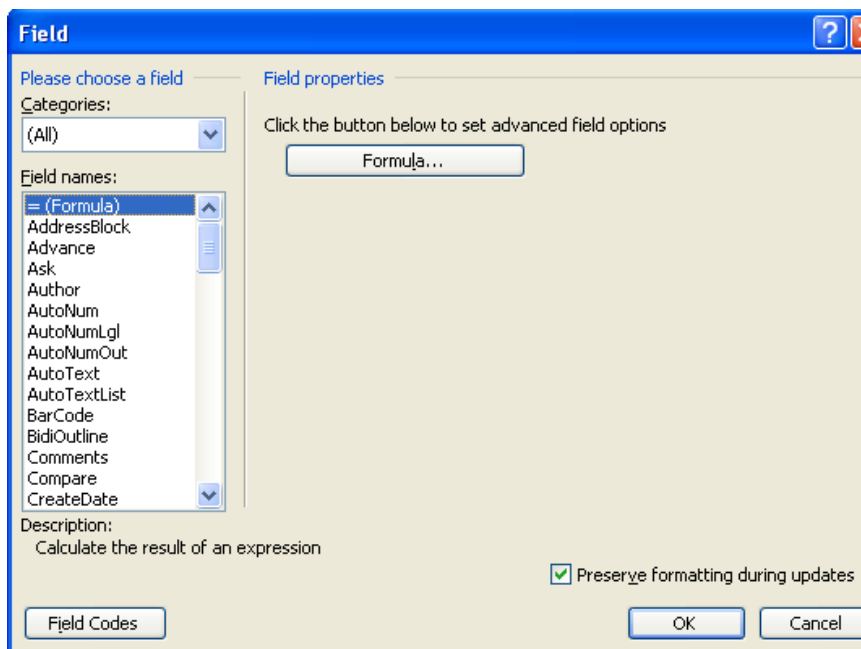 Field
Please choose a field
Categories:
(All)
Field names:
= (Formula)
AddressBlock
Advance
Ask
Author
AutoNum
AutoNumLgl
AutoNumOut
AutoText
AutoTextList
BarCode
BidiOutline
Comments
Compare
CreateDate
Field properties
Click the button below to set advanced field options
Formula...
Description:
Calculate the result of an expression
Preserve formatting during updates
Field Codes
OK
Cancel